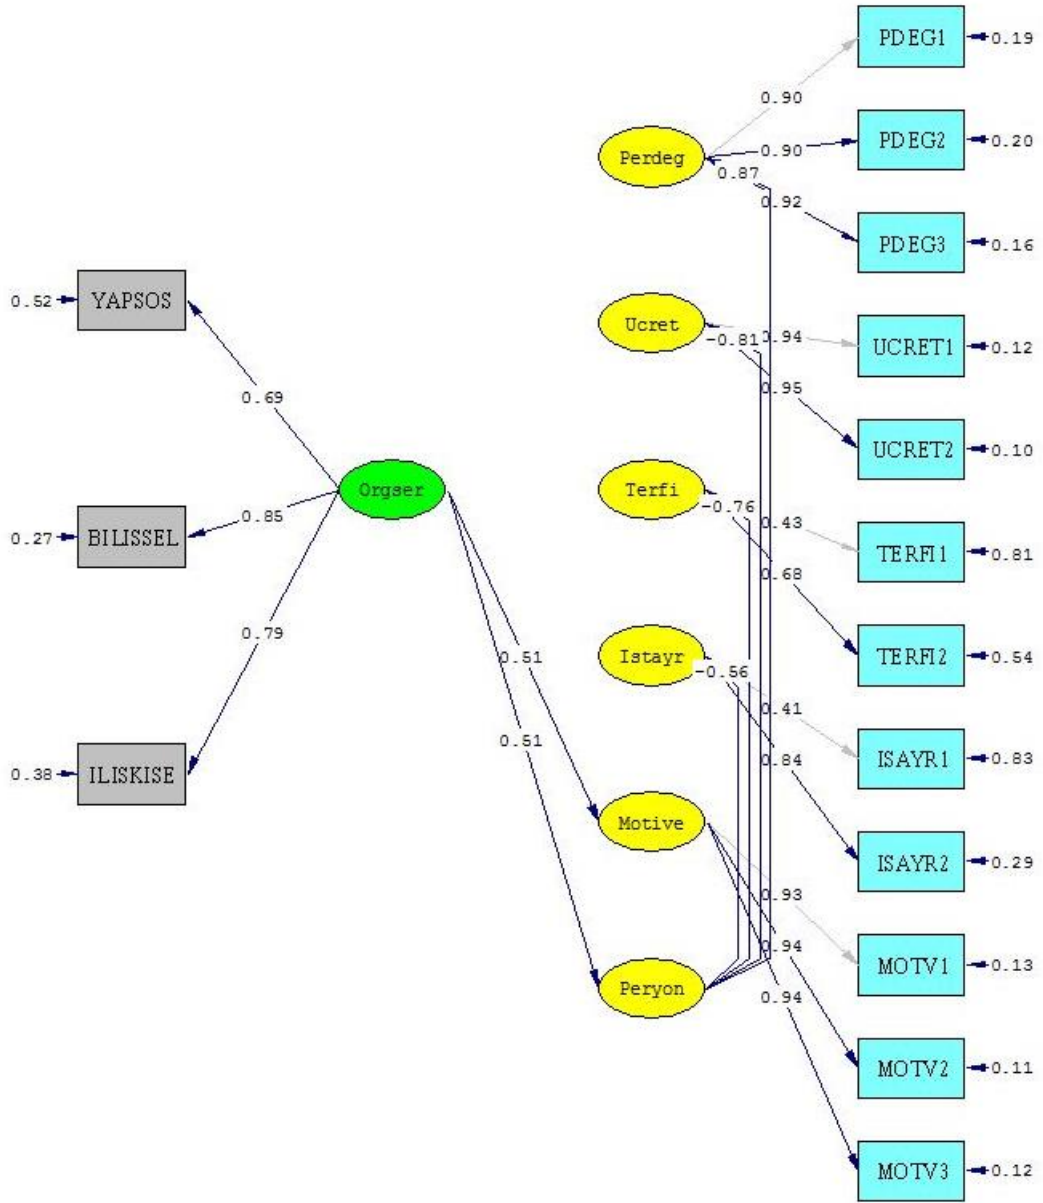 PDEG1
0.19
0.90
PDEG2
0.20
Perdeg
0.90
0.87
0.92
PDEG3
0.16
0.52
YAPSOS
Ucret
-0.81
0.94
UCRET1
0.12
0.69
0.95
UCRET2
0.10
Orgser
Terfi
-0.76
0.43
TERFI1
0.81
0.85
0.27
BILISSEL
0.68
TERFI2
0.54
0.79
0.51
Istayr
-0.56
0.41
ISAYR1
0.83
0.51
0.84
0.38
ILISKISE
Motive
ISAYR2
0.29
0.93
0.94
MOTV1
0.13
Peryon
0.94
MOTV2
0.11
MOTV3
0.12